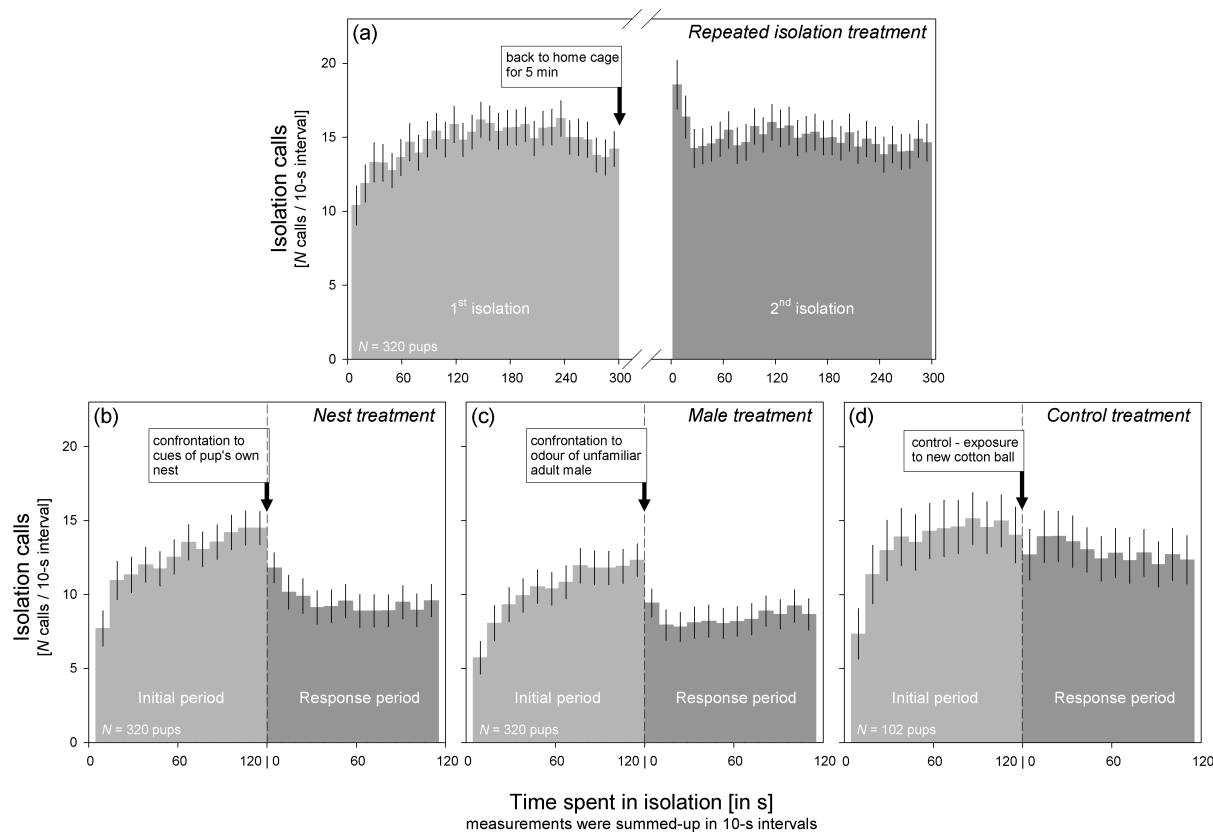 (a)
Repeated isolation treatment
back to home cage
for 5 min
Isolation calls
[N calls / 10-s interval]
20
15
10
5
0
1st isolation
2nd isolation
N = 320 pups
0 60 120 180 240 300
0 60 120 180 240 300
(b)
Nest treatment
confrontation to
cues of pup's own
nest
Isolation calls
[N calls / 10-s interval]
20
15
10
5
0
Initial period
Response period
N = 320 pups
0 60 120 | 0 60
(c)
Male treatment
confrontation to
odour of unfamiliar
adult male
Initial period
Response period
N = 320 pups
120 0 60 120 | 0 60
(d)
Control treatment
control - exposure
to new cotton ball
Initial period
Response period
N = 102 pups
120 0 60 120 | 0 60 120
Time spent in isolation [in s]
measurements were summed-up in 10-s intervals